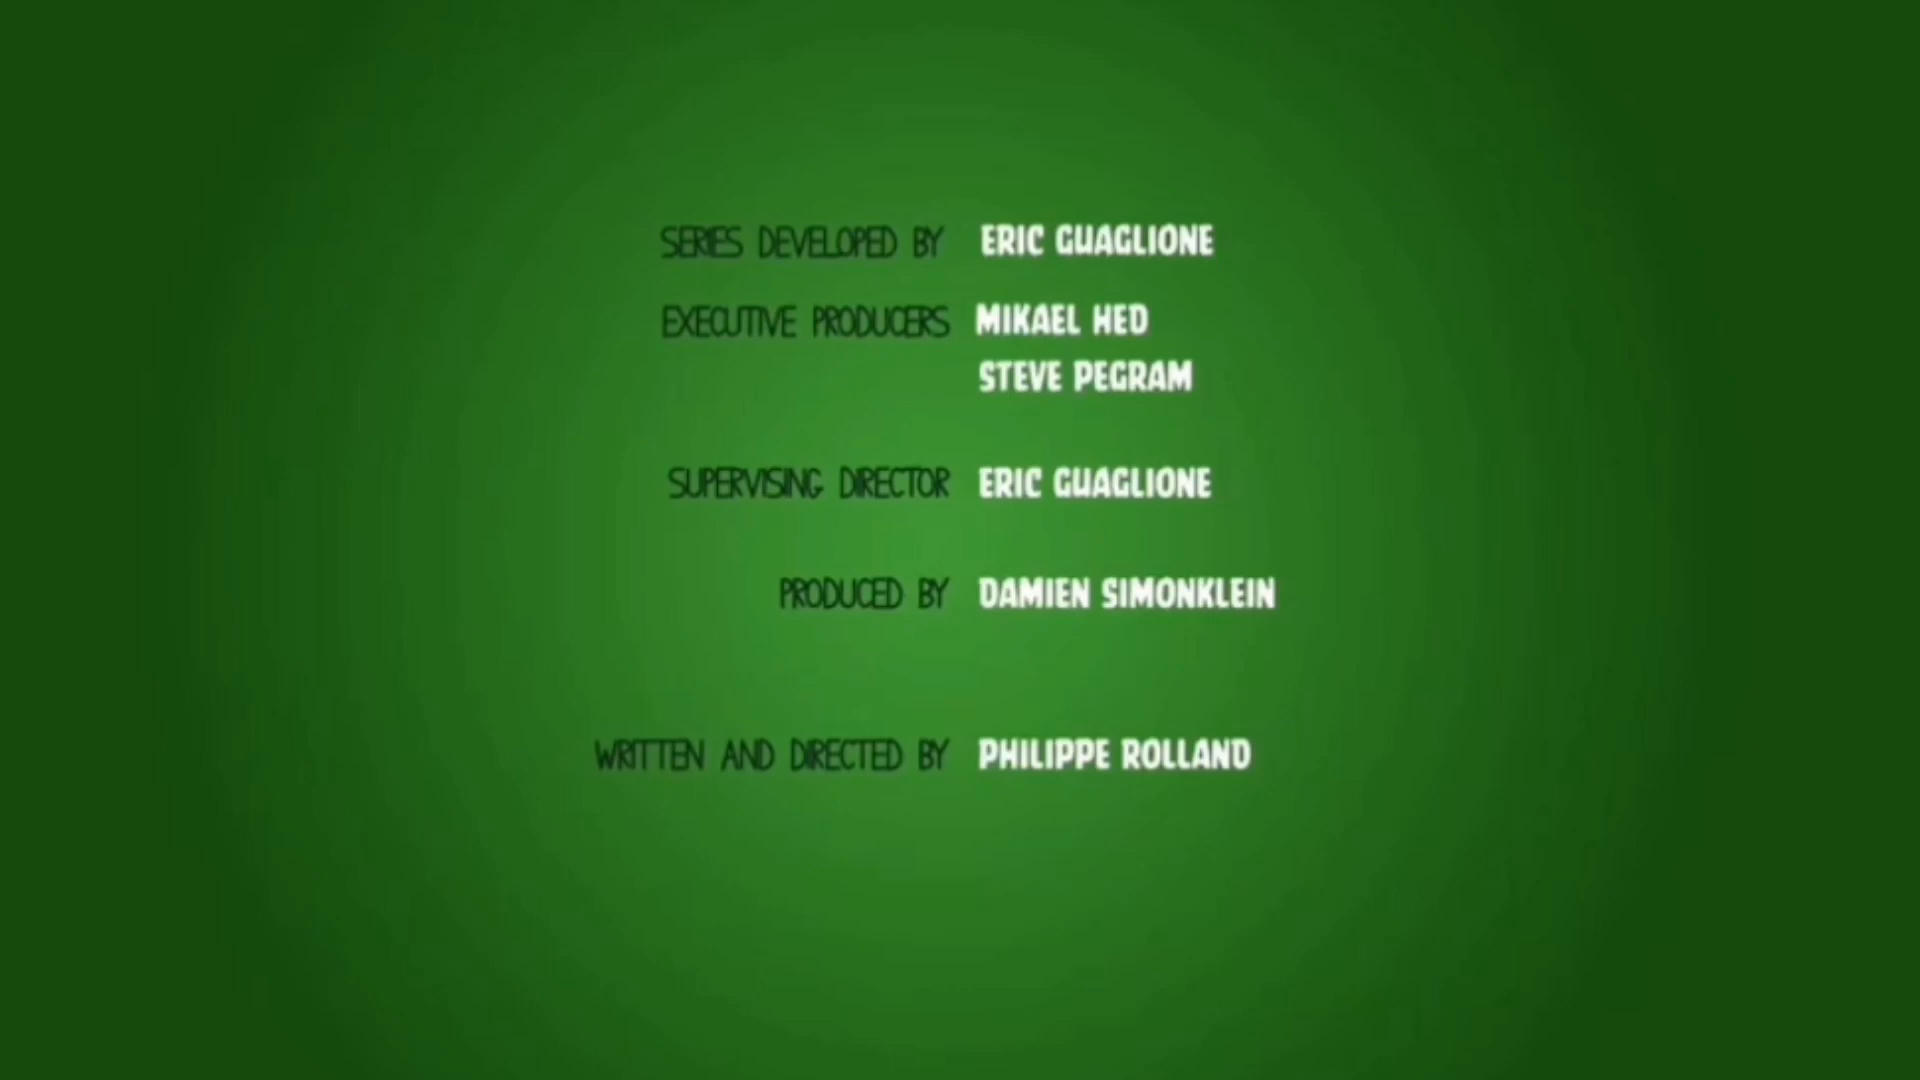 SERIES DEVELOPED BY ERIC GUAGLIONE
EXECUTIVE PRODUCERS MIKAEL HED
STEVE PEGRAM
SUPERVISING DIRECTOR ERIC GUAGLIONE
PRODUCED BY DAMIEN SIMONKLEIN
WRITTEN AND DIRECTED BY PHILIPPE ROLLAND